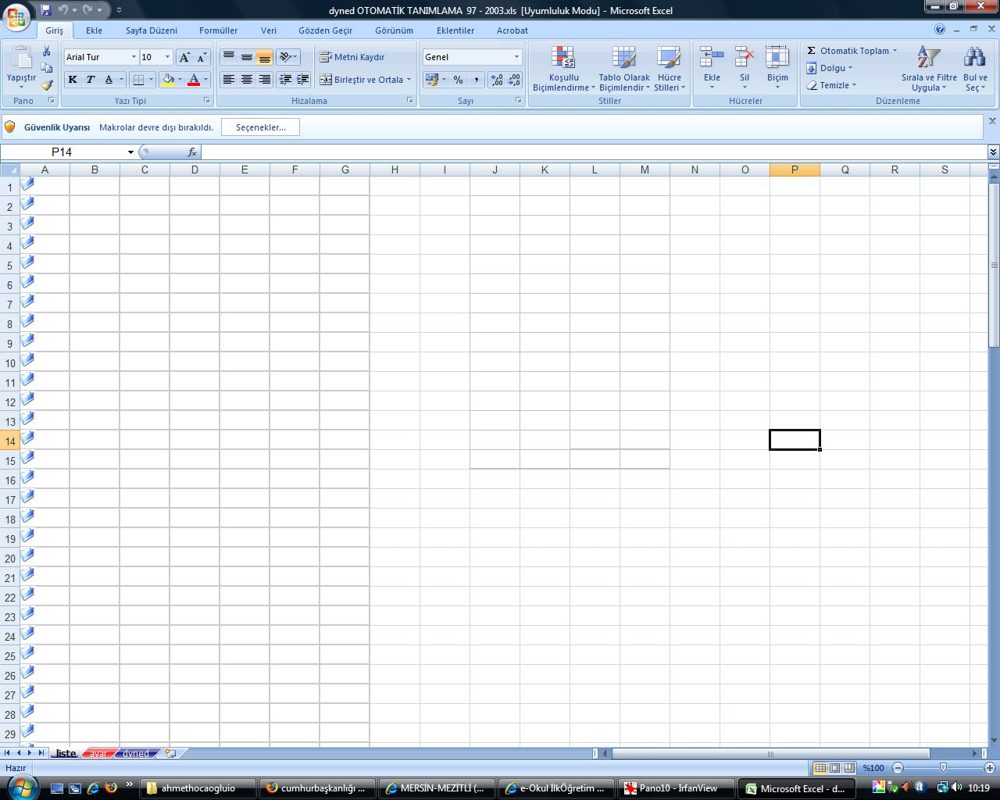 dyned OTOMATİK TANIMLAMA 97 - 2003.xls [Uyumluluk Modu] - Microsoft Excel
Giriş Ekle Sayfa Düzeni Formüller Veri Gözden Geçir Görünüm Eklentiler Acrobat
Yapıştır
Pano
Arial Tur 10
K T A
Yazı Tipi
Metni Kaydır
Birleştir ve Ortala
Hizalama
Genel
Sayı
Koşullu Biçimlendirme
Tablo Olarak Biçimlendir
Hücre Stilleri
Stiller
Ekle Sil Biçim
Hücreler
Σ Otomatik Toplam
Dolgu
Temizle
Sırala ve Filtre Uygula
Bul ve Seç
Düzenleme
Güvenlik Uyarısı Makrolar devre dışı bırakıldı. Seçenekler...
P14 fx
A B C D E F G H I J K L M N O P Q R S
1
2
3
4
5
6
7
8
9
10
11
12
13
14
15
16
17
18
19
20
21
22
23
24
25
26
27
28
29
liste ayar dyned
Hazır %100
ahmethocaogluio cumhurbaşkanlığı ... MERSİN-MEZİTLİ (... e-Okul İlkÖğretim ... Pano10 - IrfanView Microsoft Excel - d... 10:19